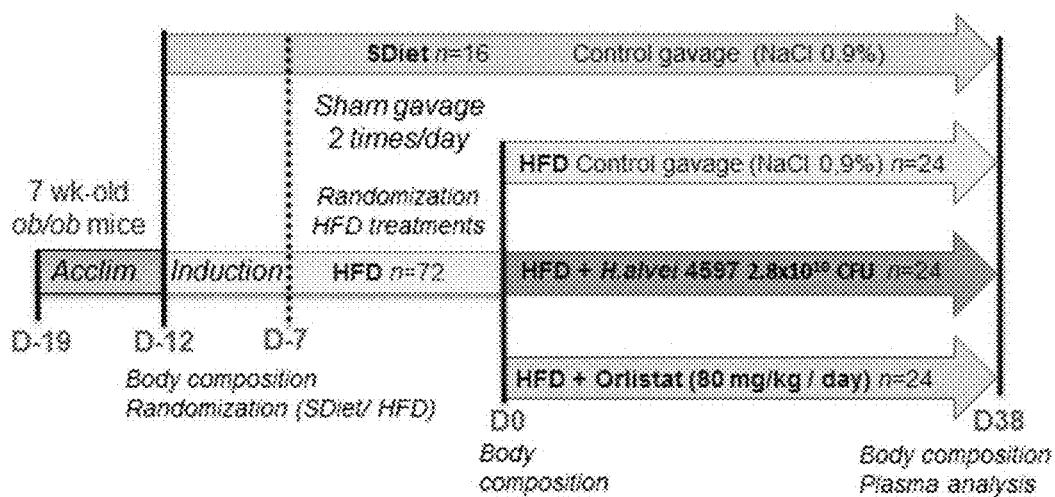 SDiet n=16 Control gavage (NaCl 0,9%)
Sham gavage
2 times/day
HFD Control gavage (NaCl 0,9%) n=24
7 wk-old
ob/ob mice
Randomization
HFD treatments
Acclim. Induction HFD n=72 HFD + H.alvei 4597 2.8x10¹⁰ CFU n=24
D-19 D-12 D-7
Body composition
Randomization (SDiet/ HFD)
HFD + Orlistat (80 mg/kg / day) n=24
D0 D38
Body
composition
Body composition
Plasma analysis